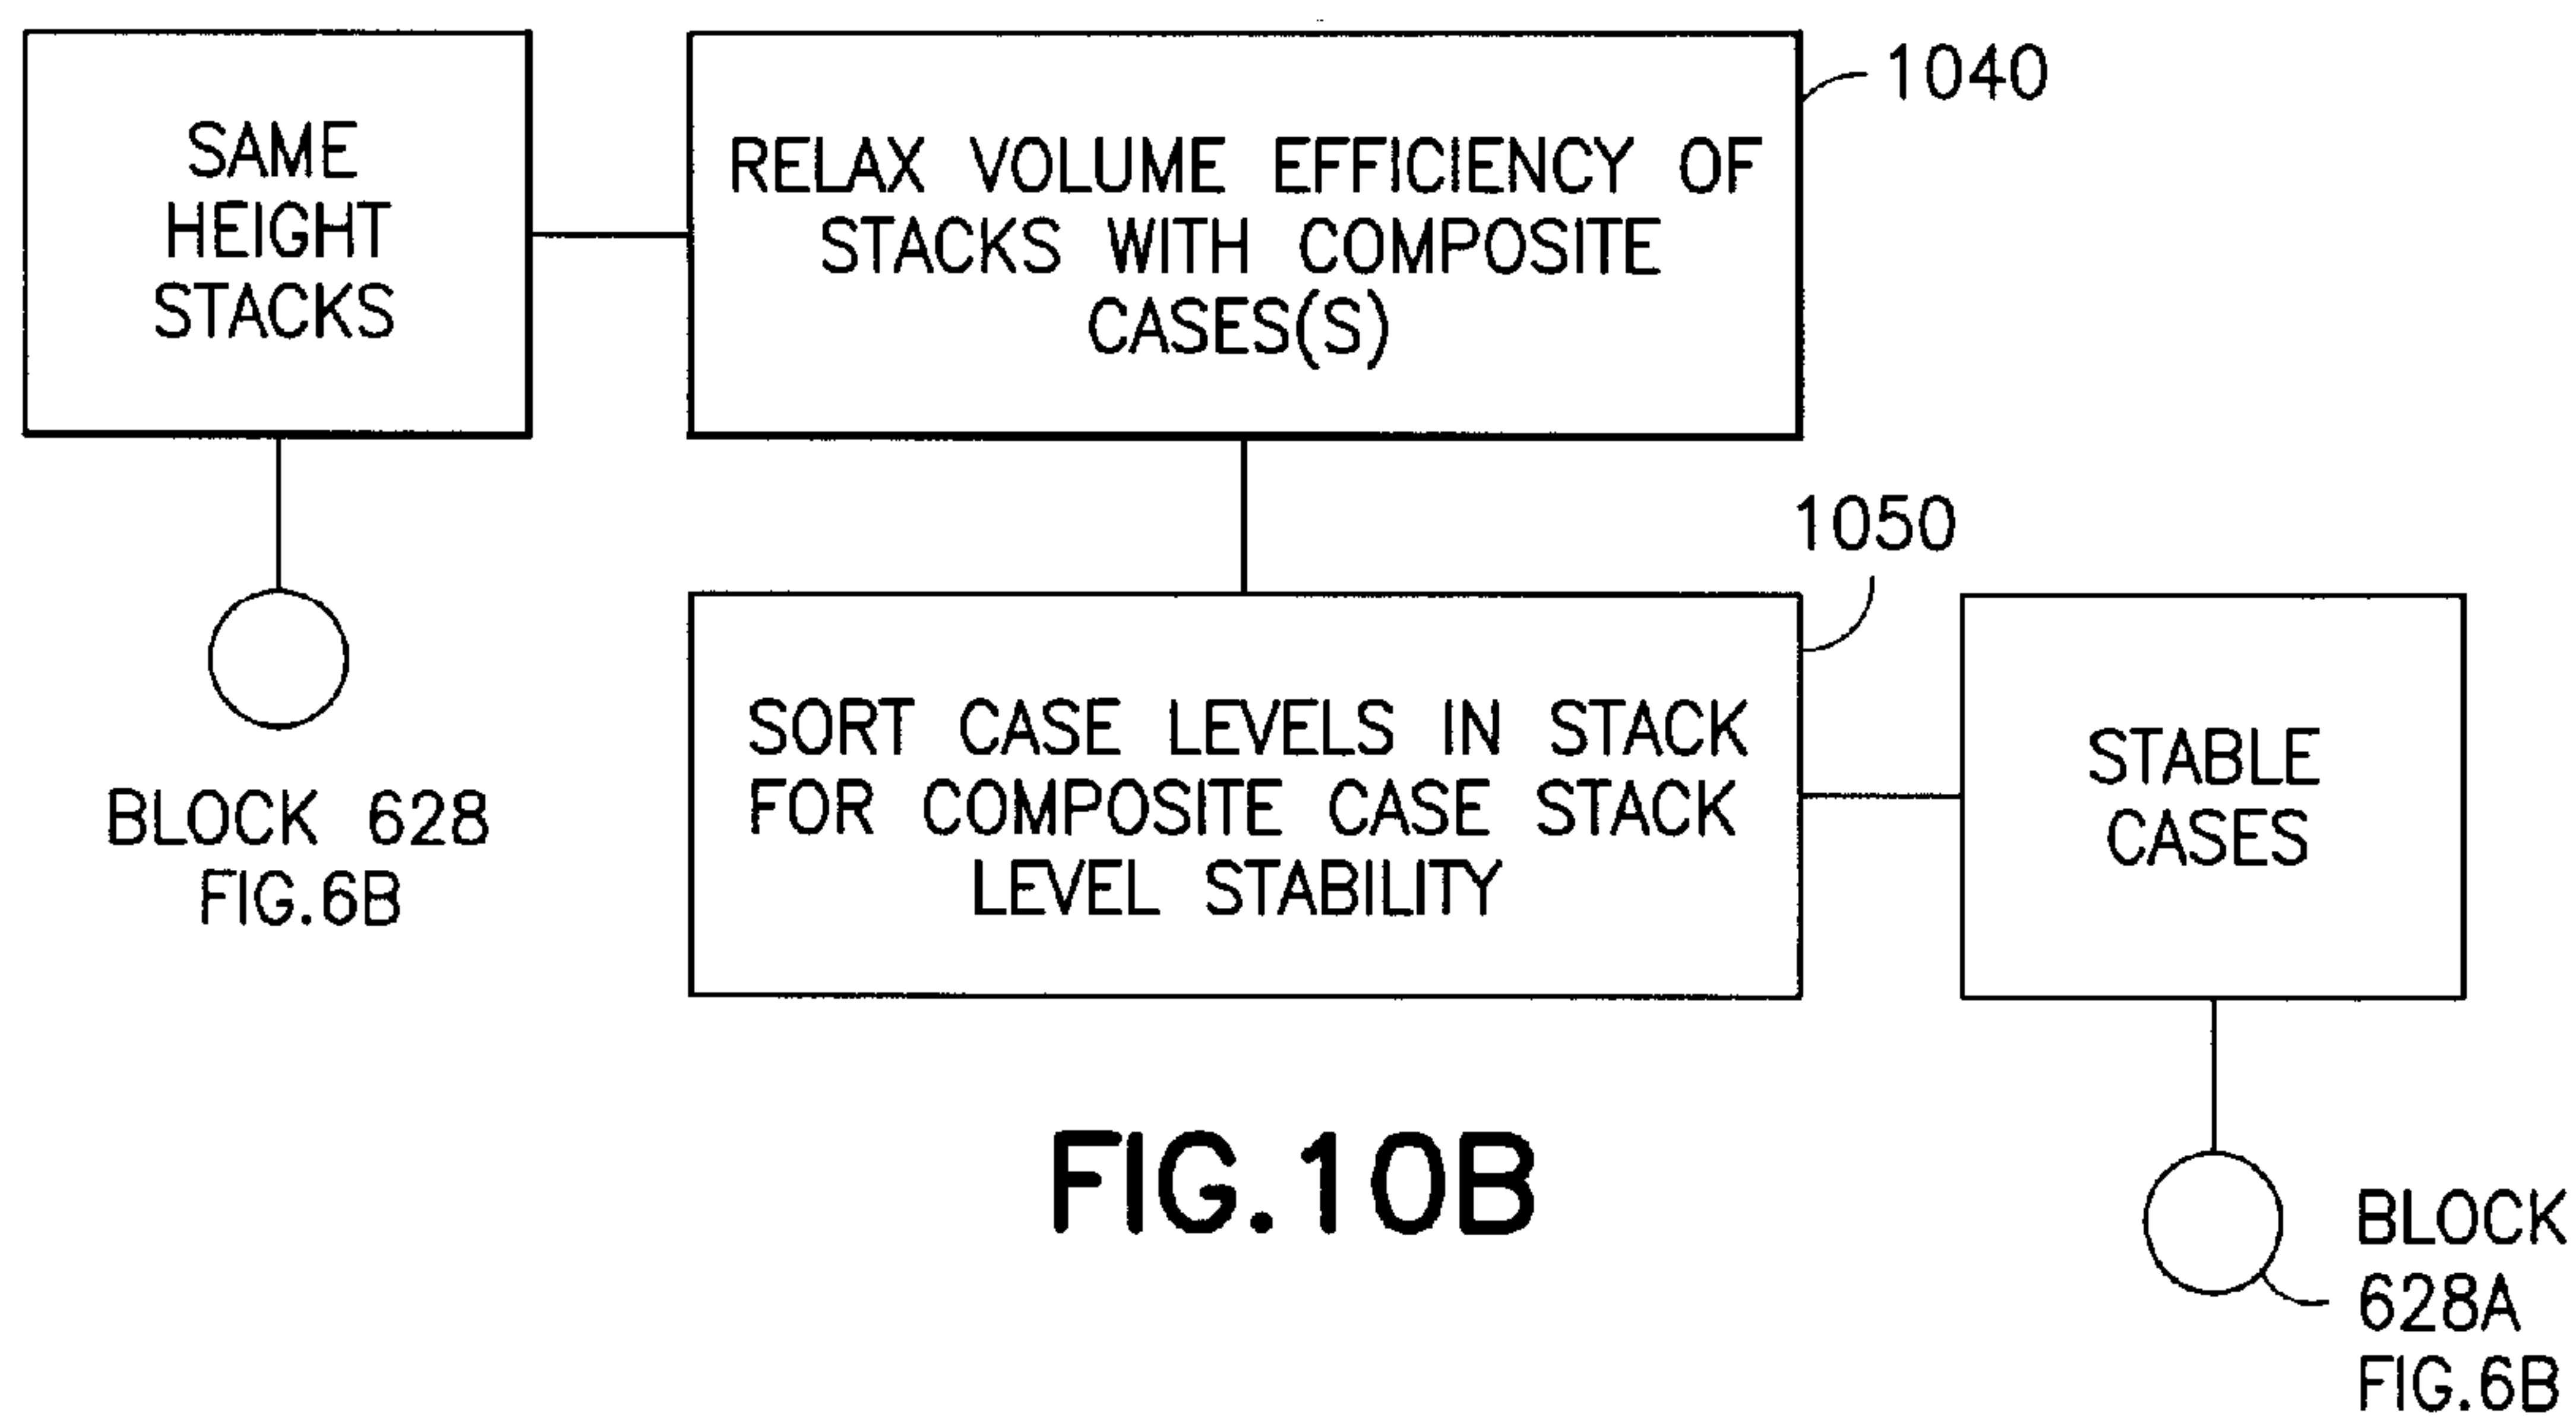 SAME
HEIGHT
STACKS
RELAX VOLUME EFFICIENCY OF
STACKS WITH COMPOSITE
CASES(S)
1040
BLOCK 628
FIG.6B
1050
SORT CASE LEVELS IN STACK
FOR COMPOSITE CASE STACK
LEVEL STABILITY
STABLE
CASES
BLOCK
628A
FIG.6B
FIG.10B